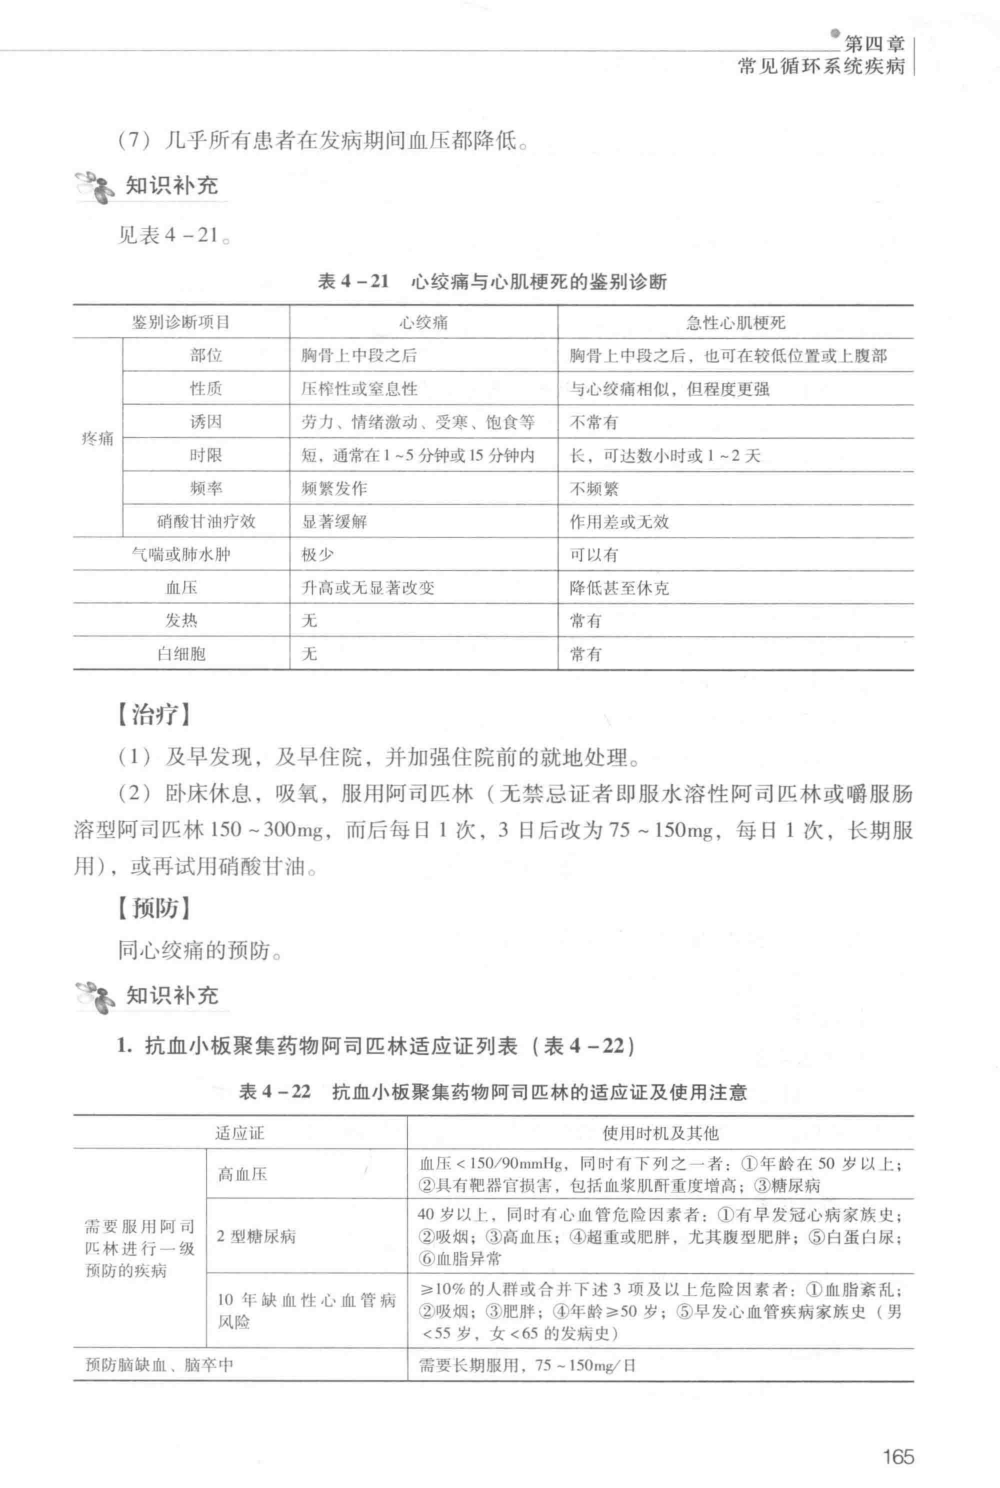 第四章
常见循环系统疾病
(7) 几乎所有患者在发病期间血压都降低。
知识补充
见表 4-21。
表 4-21 心绞痛与心肌梗死的鉴别诊断
鉴别诊断项目 心绞痛 急性心肌梗死
疼痛
部位 胸骨上中段之后 胸骨上中段之后，也可在较低位置或上腹部
性质 压榨性或窒息性 与心绞痛相似，但程度更强
诱因 劳力、情绪激动、受寒、饱食等 不常有
时限 短，通常在 1~5 分钟或 15 分钟内 长，可达数小时或 1~2 天
频率 频繁发作 不频繁
硝酸甘油疗效 显著缓解 作用差或无效
气喘或肺水肿 极少 可以有
血压 升高或无显著改变 降低甚至休克
发热 无 常有
白细胞 无 常有
【治疗】
(1) 及早发现，及早住院，并加强住院前的就地处理。
(2) 卧床休息，吸氧，服用阿司匹林（无禁忌证者即服水溶性阿司匹林或嚼服肠
溶型阿司匹林 150~300mg，而后每日 1 次，3 日后改为 75~150mg，每日 1 次，长期服
用），或再试用硝酸甘油。
【预防】
同心绞痛的预防。
知识补充
1. 抗血小板聚集药物阿司匹林适应证列表（表 4-22）
表 4-22 抗血小板聚集药物阿司匹林的适应证及使用注意
适应证 使用时机及其他
需要服用阿司
匹林进行一级
预防的疾病
高血压
血压<150/90mmHg，同时有下列之一者：①年龄在 50 岁以上；
②具有靶器官损害，包括血浆肌酐重度增高；③糖尿病
2 型糖尿病
40 岁以上，同时有心血管危险因素者：①有早发冠心病家族史；
②吸烟；③高血压；④超重或肥胖，尤其腹型肥胖；⑤白蛋白尿；
⑥血脂异常
10 年缺血性心血管病
风险
≥10%的人群或合并下述 3 项及以上危险因素者：①血脂紊乱；
②吸烟；③肥胖；④年龄≥50 岁；⑤早发心血管疾病家族史（男
<55 岁，女<65 的发病史）
预防脑缺血、脑卒中 需要长期服用，75~150mg/日
165